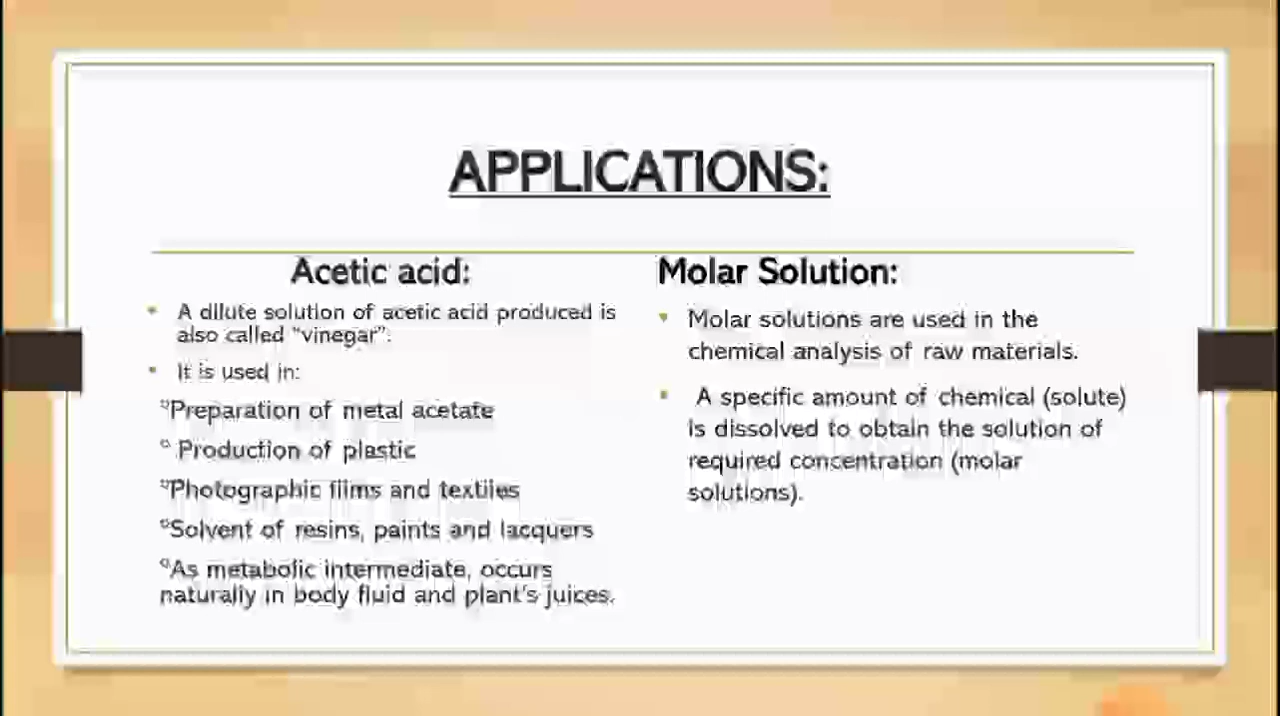 APPLICATIONS:
Acetic acid:
• A dilute solution of acetic acid produced is
also called “vinegar”.
• It is used in:
°Preparation of metal acetate
° Production of plastic
°Photographic films and textiles
°Solvent of resins, paints and lacquers
°As metabolic intermediate, occurs
naturally in body fluid and plant's juices.
Molar Solution:
• Molar solutions are used in the
chemical analysis of raw materials.
• A specific amount of chemical (solute)
is dissolved to obtain the solution of
required concentration (molar
solutions).